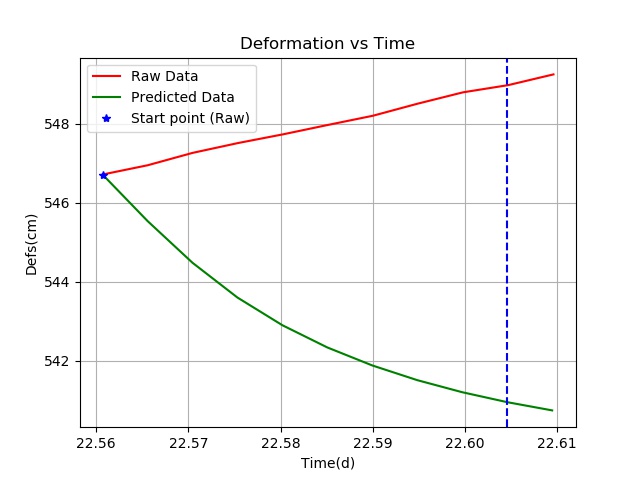 Deformation vs Time
Raw Data
Predicted Data
Start point (Raw)
548
546
544
542
Defs(cm)
22.56 22.57 22.58 22.59 22.60 22.61
Time(d)